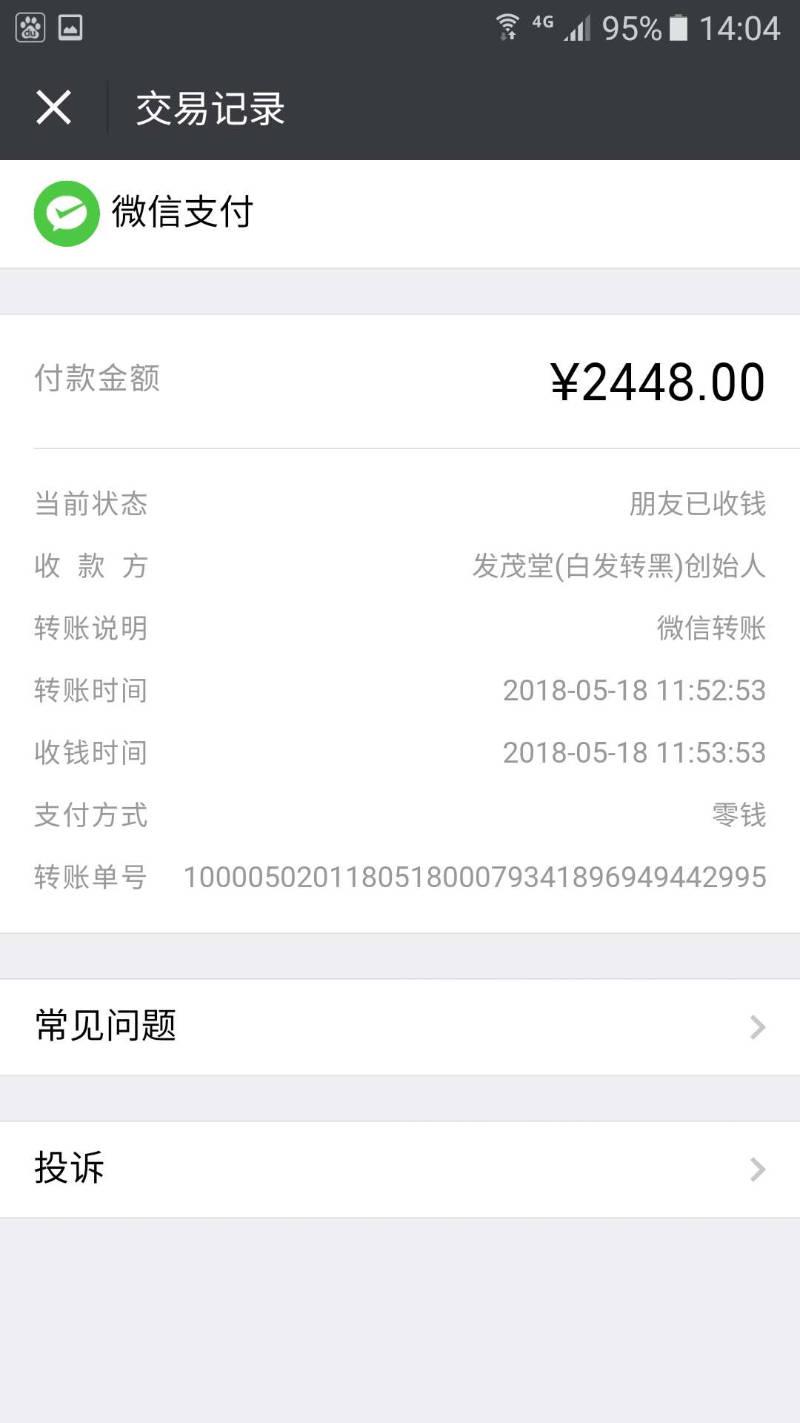 4G 95% 14:04
交易记录
微信支付
付款金额 ¥2448.00
当前状态 朋友已收钱
收款方 发茂堂(白发转黑)创始人
转账说明 微信转账
转账时间 2018-05-18 11:52:53
收钱时间 2018-05-18 11:53:53
支付方式 零钱
转账单号 1000050201180518000793418969494​42995
常见问题
投诉